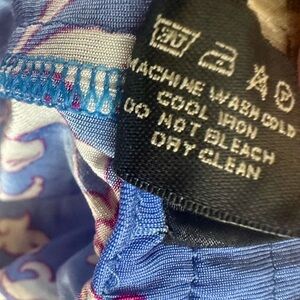 MACHINE WASH COLD
COOL IRON
DO NOT BLEACH
DRY CLEAN